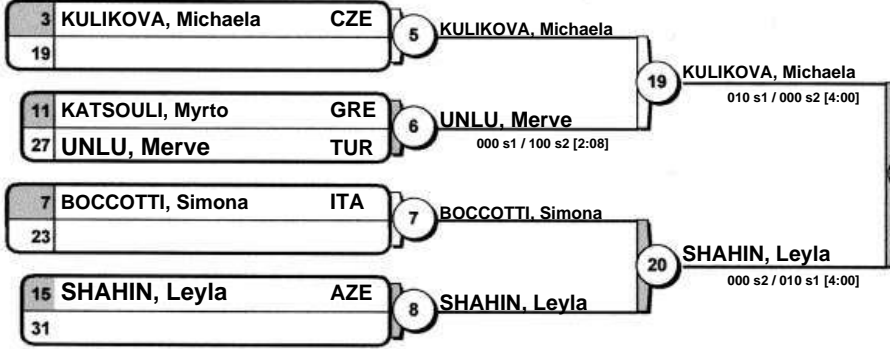 3 KULIKOVA, Michaela CZE
19
5
KULIKOVA, Michaela
11 KATSOULI, Myrto GRE
27 UNLU, Merve TUR
6
UNLU, Merve
000 s1 / 100 s2 [2:08]
19
KULIKOVA, Michaela
010 s1 / 000 s2 [4:00]
7 BOCCOTTI, Simona ITA
23
7
BOCCOTTI, Simona
15 SHAHIN, Leyla AZE
31
8
SHAHIN, Leyla
20
SHAHIN, Leyla
000 s2 / 010 s1 [4:00]